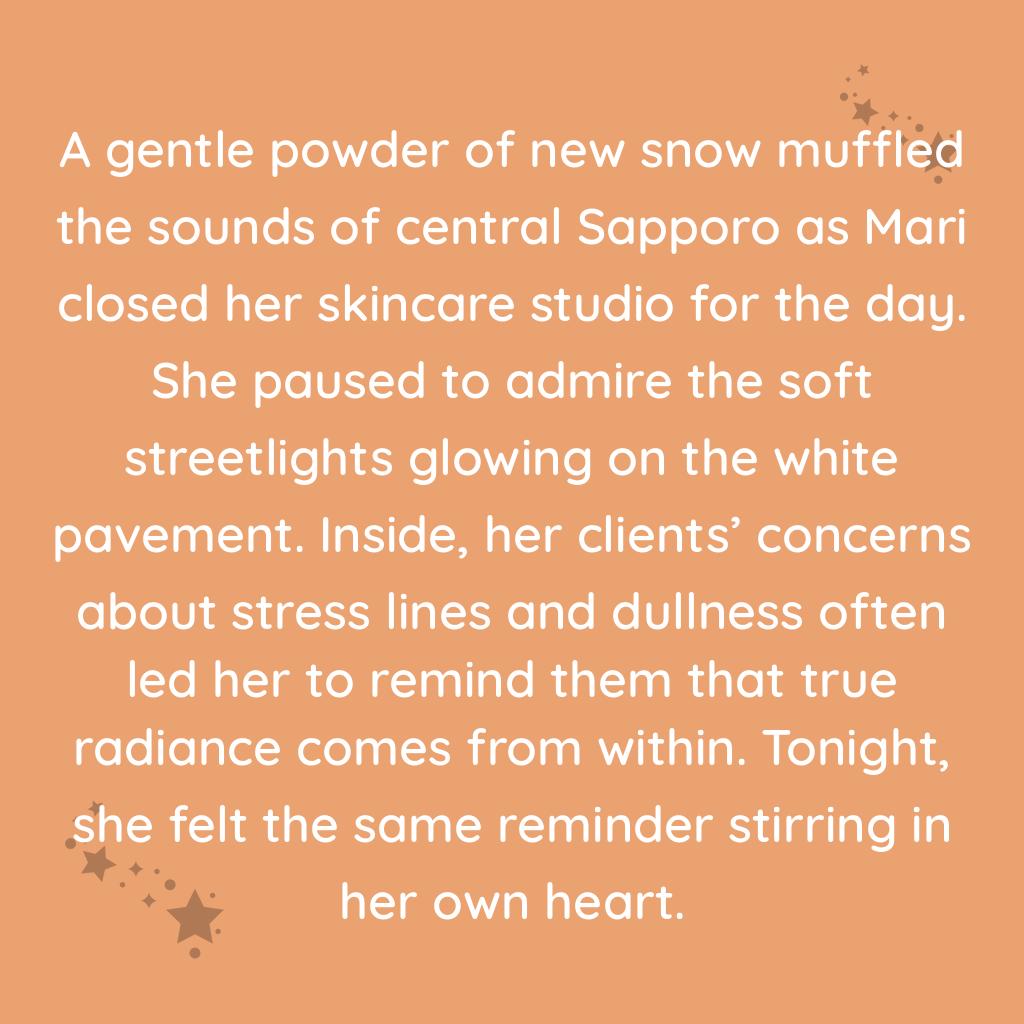 A gentle powder of new snow muffled
the sounds of central Sapporo as Mari
closed her skincare studio for the day.
She paused to admire the soft
streetlights glowing on the white
pavement. Inside, her clients’ concerns
about stress lines and dullness often
led her to remind them that true
radiance comes from within. Tonight,
she felt the same reminder stirring in
her own heart.